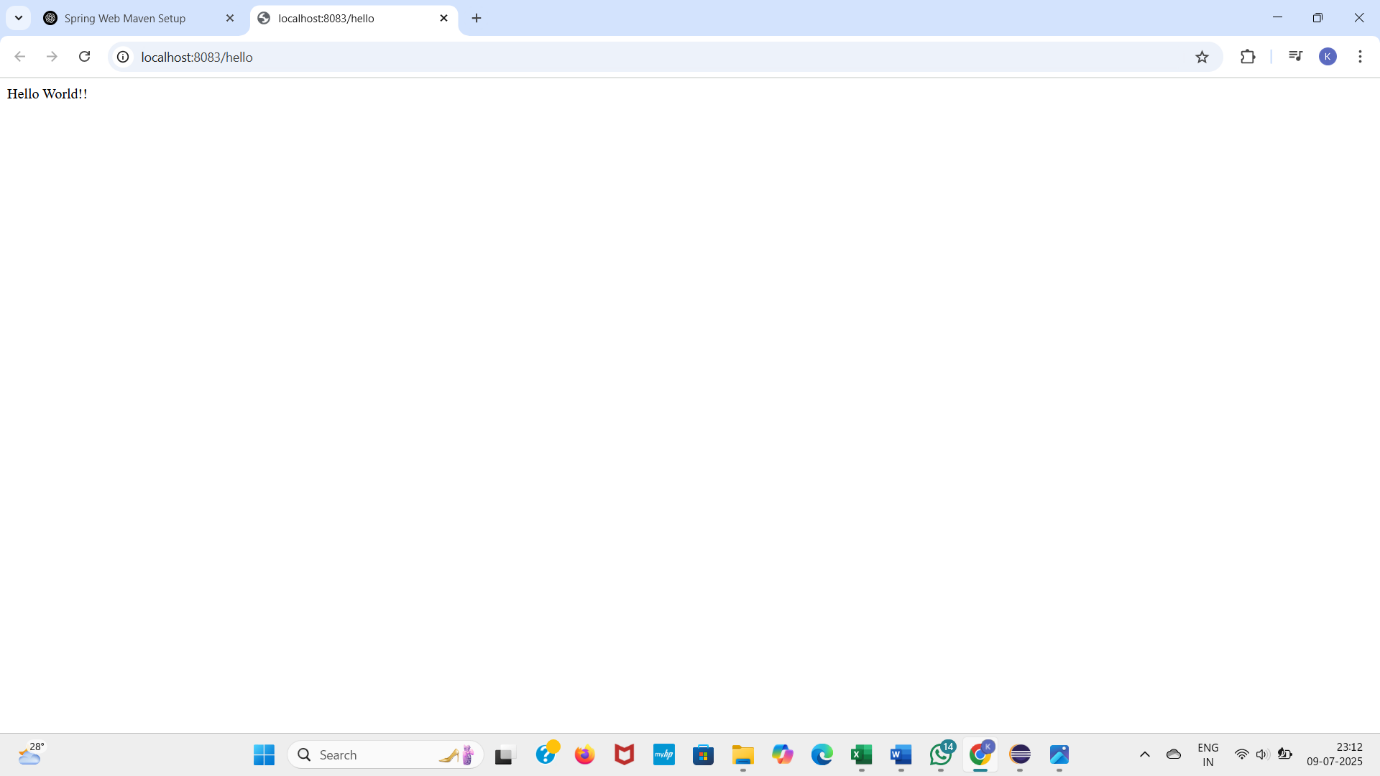 Spring Web Maven Setup
localhost:8083/hello
localhost:8083/hello
K
Hello World!!
28°
Search
myhp
14
K
ENG
IN
23:12
09-07-2025